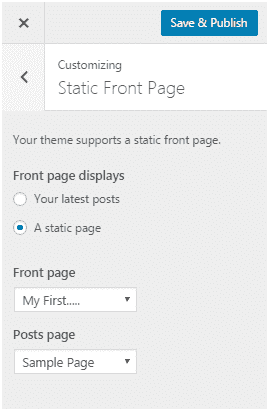 Save & Publish
Customizing
Static Front Page
Your theme supports a static front page.
Front page displays
Your latest posts
A static page
Front page
My First.....
Posts page
Sample Page